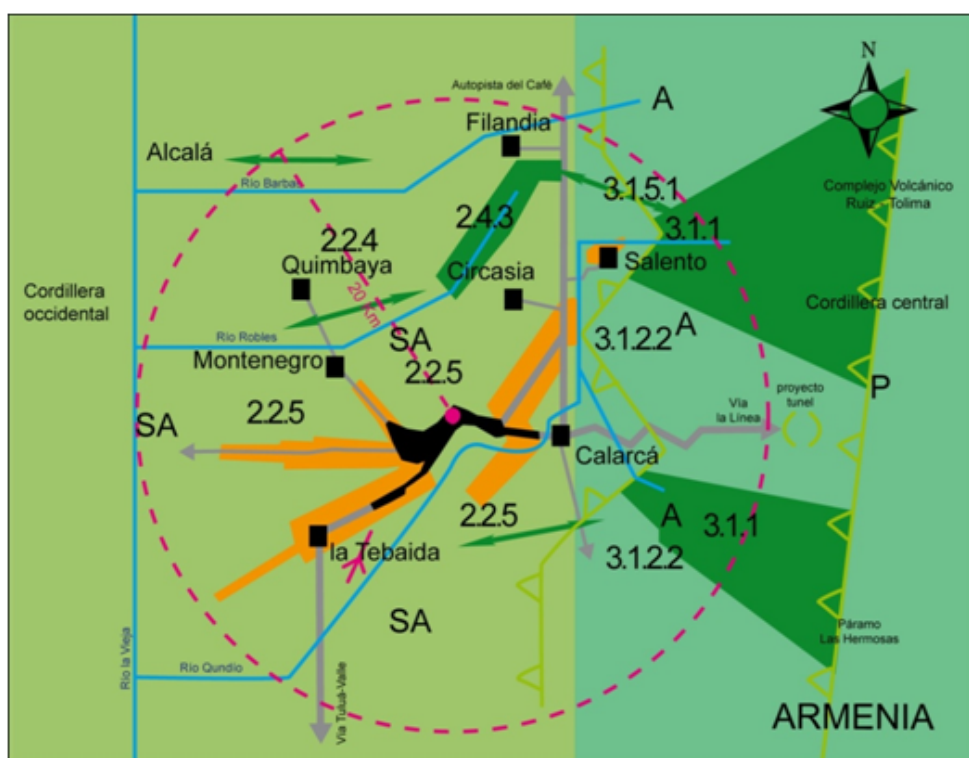 N
Autopista del Café
A
Filandia
Alcalá
Río Barbas
3.1.5.1
Complejo Volcánico
Ruiz - Tolima
2.4.3
3.1.1
2.2.4
Quimbaya
Circasia
Salento
Cordillera
occidental
20 Km.
Cordillera central
Río Robles
SA
3.1.2.2
A
Montenegro
2.2.5
P
proyecto
tunel
Vía
la Línea
2.2.5
SA
Calarcá
2.2.5
A
3.1.1
la Tebaida
3.1.2.2
SA
Páramo
Las Hermosas
Río la Vieja
Río Qundío
Vía Tuluá-Valle
ARMENIA